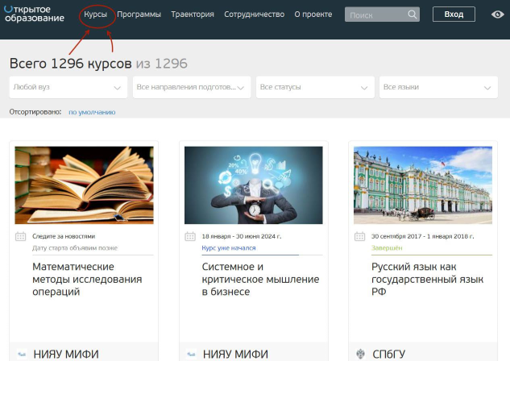 Открытое
образование
Курсы Программы Траектория Сотрудничество О проекте Поиск Вход
Всего 1296 курсов из 1296
Любой вуз Все направления подготов... Все статусы Все языки
Отсортировано: по умолчанию
Следите за новостями
Дату старта объявим позже
Математические
методы исследования
операций
НИЯУ МИФИ
18 января - 30 июня 2024 г.
Курс уже начался
Системное и
критическое мышление
в бизнесе
НИЯУ МИФИ
30 сентября 2017 - 1 января 2018 г.
Завершён
Русский язык как
государственный язык
РФ
СПбГУ